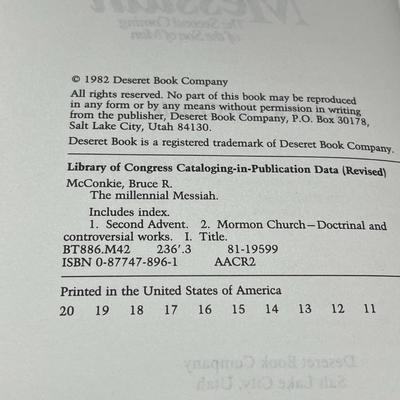 © 1982 Deseret Book Company
All rights reserved. No part of this book may be reproduced
in any form or by any means without permission in writing
from the publisher, Deseret Book Company, P.O. Box 30178,
Salt Lake City, Utah 84130.
Deseret Book is a registered trademark of Deseret Book Company.
Library of Congress Cataloging-in-Publication Data (Revised)
McConkie, Bruce R.
The millennial Messiah.
Includes index.
1. Second Advent. 2. Mormon Church—Doctrinal and
controversial works. I. Title.
BT886.M42 236'.3 81-19599
ISBN 0-87747-896-1 AACR2
Printed in the United States of America
20 19 18 17 16 15 14 13 12 11